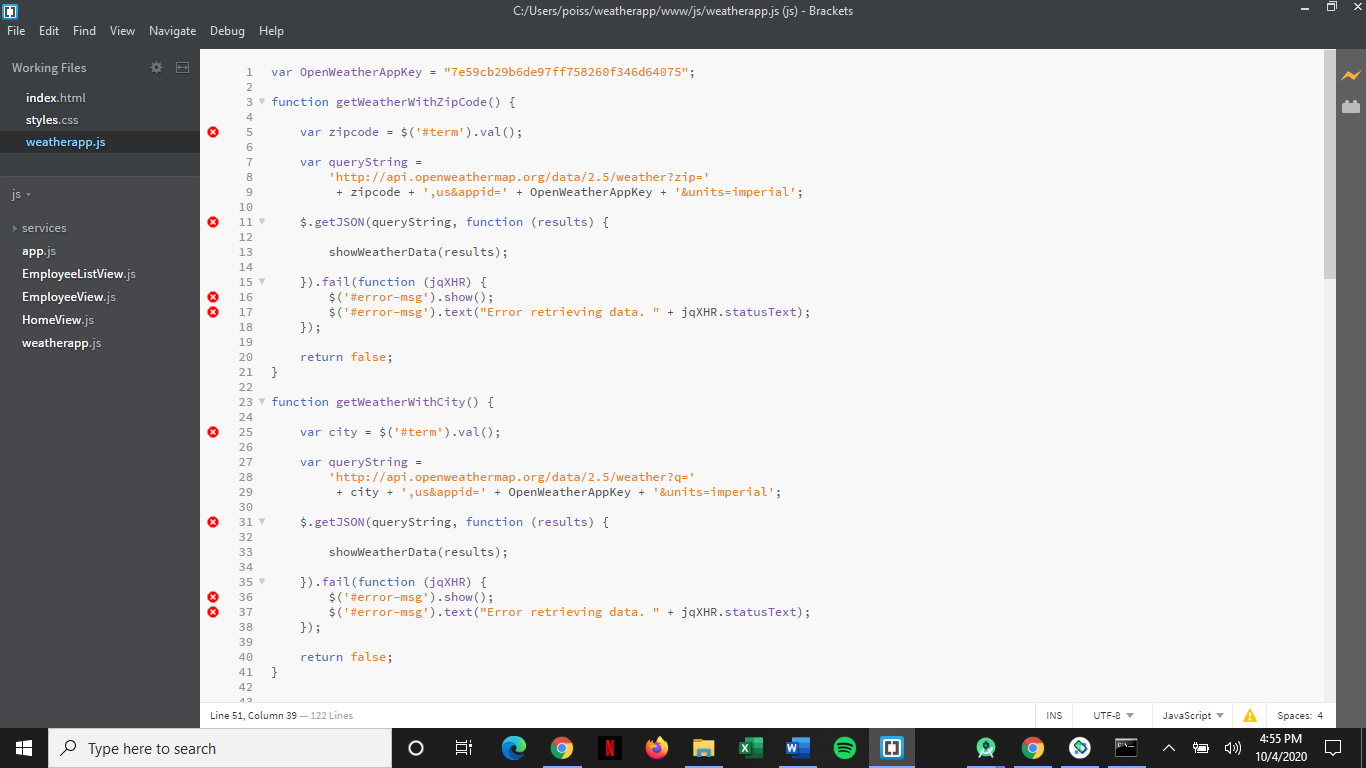 C:/Users/poiss/weatherapp/www/js/weatherapp.js (js) - Brackets
File Edit Find View Navigate Debug Help
Working Files
index.html
styles.css
weatherapp.js
js
services
app.js
EmployeeListView.js
EmployeeView.js
HomeView.js
weatherapp.js
1 var OpenWeatherAppKey = "7e59cb29b6de97ff758260f346d64075";
2
3 function getWeatherWithZipCode() {
4
5 var zipcode = $('#term').val();
6
7 var queryString =
8 'http://api.openweathermap.org/data/2.5/weather?zip='
9 + zipcode + ',us&appid=' + OpenWeatherAppKey + '&units=imperial';
10
11 $.getJSON(queryString, function (results) {
12
13 showWeatherData(results);
14
15 }).fail(function (jqXHR) {
16 $('#error-msg').show();
17 $('#error-msg').text("Error retrieving data. " + jqXHR.statusText);
18 });
19
20 return false;
21 }
22
23 function getWeatherWithCity() {
24
25 var city = $('#term').val();
26
27 var queryString =
28 'http://api.openweathermap.org/data/2.5/weather?q='
29 + city + ',us&appid=' + OpenWeatherAppKey + '&units=imperial';
30
31 $.getJSON(queryString, function (results) {
32
33 showWeatherData(results);
34
35 }).fail(function (jqXHR) {
36 $('#error-msg').show();
37 $('#error-msg').text("Error retrieving data. " + jqXHR.statusText);
38 });
39
40 return false;
41 }
42
43
Line 51, Column 39 — 122 Lines
INS UTF-8 JavaScript Spaces: 4
Type here to search
4:55 PM
10/4/2020